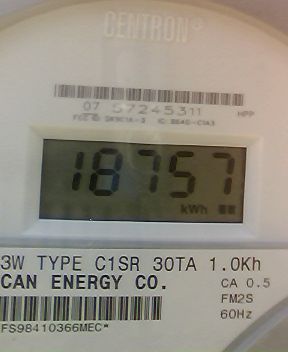 CENTRON®
07 57245311 HPP
18757
kWh
3W TYPE C1SR 30TA 1.0Kh
CAN ENERGY CO. CA 0.5
FM2S
60Hz
FS98410366MEC*